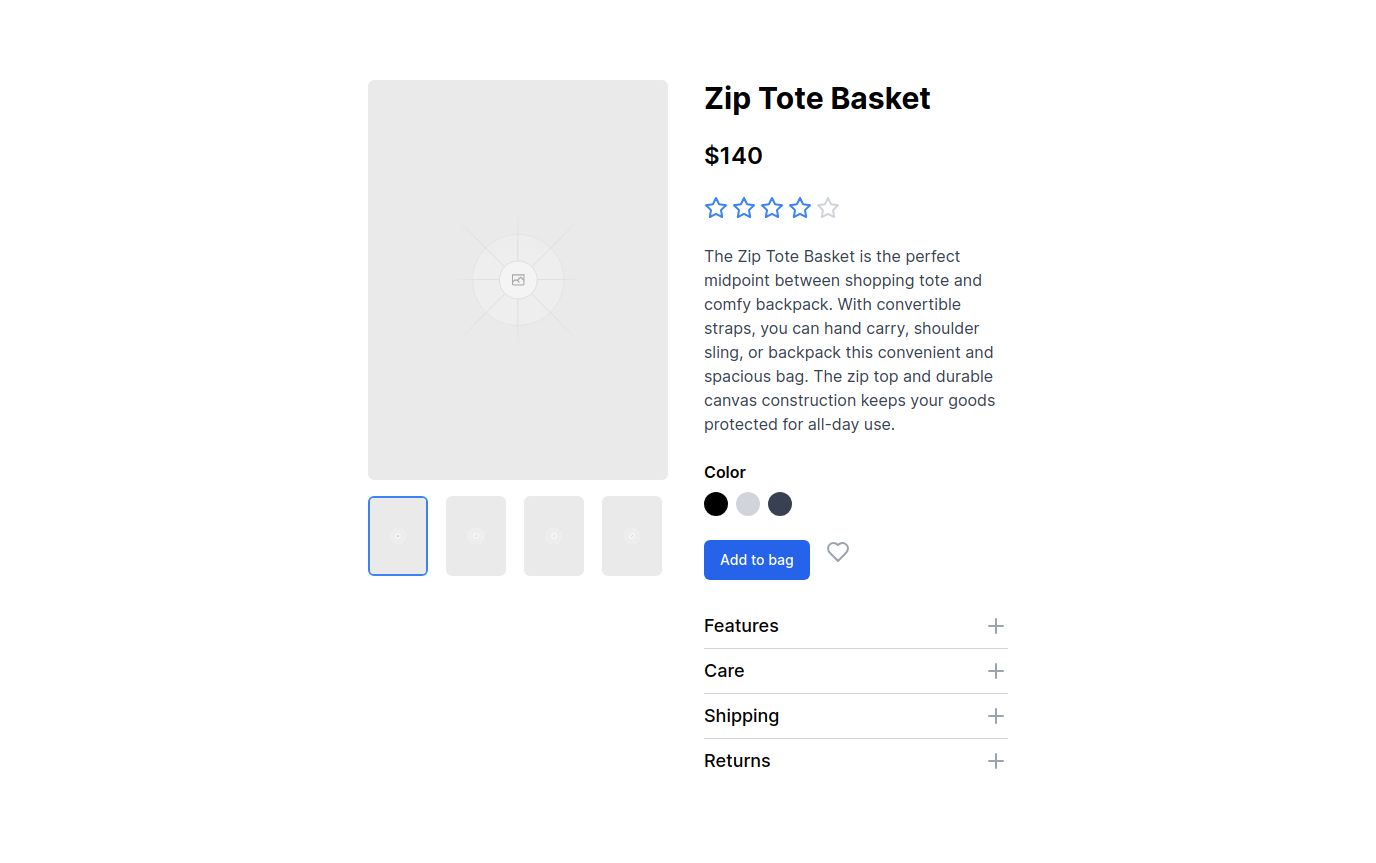 Zip Tote Basket
$140
The Zip Tote Basket is the perfect
midpoint between shopping tote and
comfy backpack. With convertible
straps, you can hand carry, shoulder
sling, or backpack this convenient and
spacious bag. The zip top and durable
canvas construction keeps your goods
protected for all-day use.
Color
Add to bag
Features
Care
Shipping
Returns